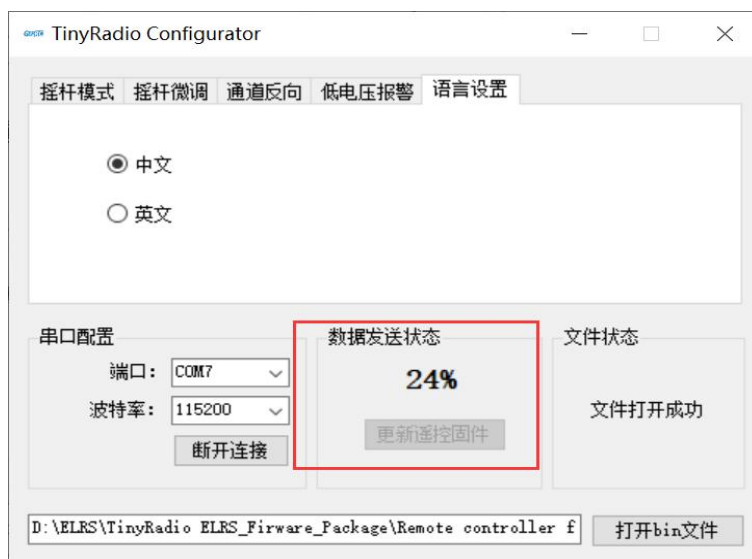 TinyRadio Configurator
摇杆模式 摇杆微调 通道反向 低电压报警 语言设置
中文
英文
串口配置 数据发送状态 文件状态
端口： COM7
24%
波特率： 115200
文件打开成功
更新遥控固件
断开连接
D:\ELRS\TinyRadio ELRS_Firware_Package\Remote controller f 打开bin文件